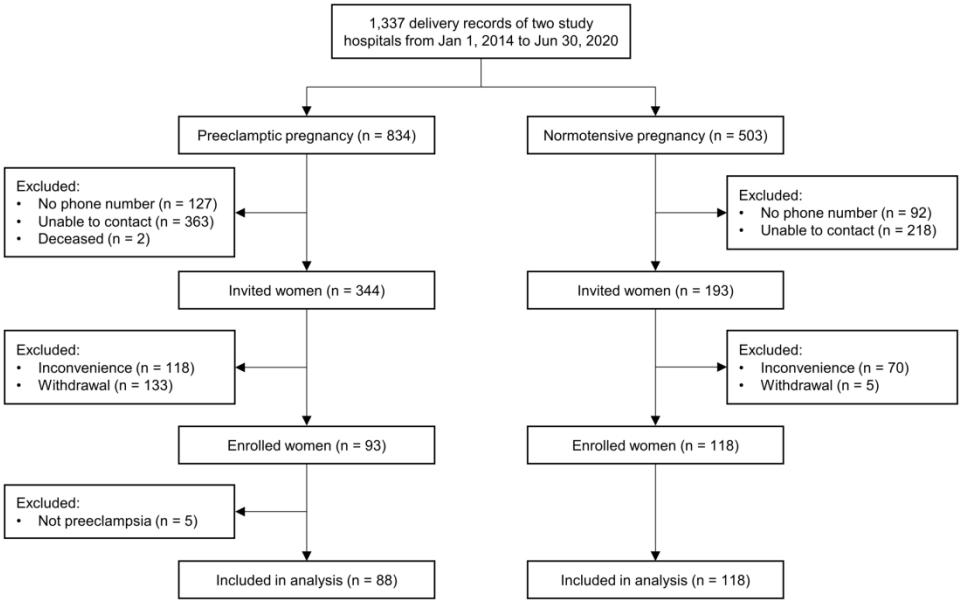 1,337 delivery records of two study
hospitals from Jan 1, 2014 to Jun 30, 2020
Preeclamptic pregnancy (n = 834)
Normotensive pregnancy (n = 503)
Excluded:
• No phone number (n = 127)
• Unable to contact (n = 363)
• Deceased (n = 2)
Excluded:
• No phone number (n = 92)
• Unable to contact (n = 218)
Invited women (n = 344)
Invited women (n = 193)
Excluded:
• Inconvenience (n = 118)
• Withdrawal (n = 133)
Excluded:
• Inconvenience (n = 70)
• Withdrawal (n = 5)
Enrolled women (n = 93)
Enrolled women (n = 118)
Excluded:
• Not preeclampsia (n = 5)
Included in analysis (n = 88)
Included in analysis (n = 118)